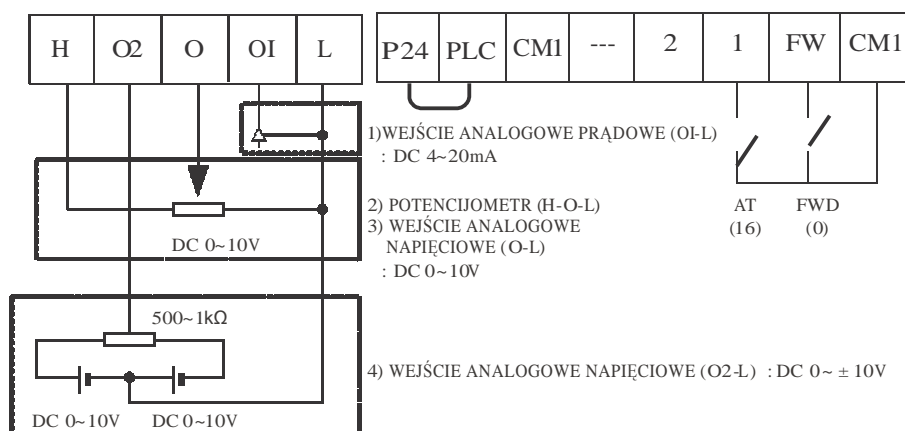 H O2 O OI L P24 PLC CM1 --- 2 1 FW CM1
1)WEJŚCIE ANALOGOWE PRĄDOWE (OI-L)
: DC 4~20mA
2) POTENCIJOMETR (H-O-L)
3) WEJŚCIE ANALOGOWE
NAPIĘCIOWE (O-L)
: DC 0~10V
AT FWD
(16) (0)
DC 0~10V
500~1kΩ
4) WEJŚCIE ANALOGOWE NAPIĘCIOWE (O2-L) : DC 0~ ± 10V
DC 0~10V DC 0~10V